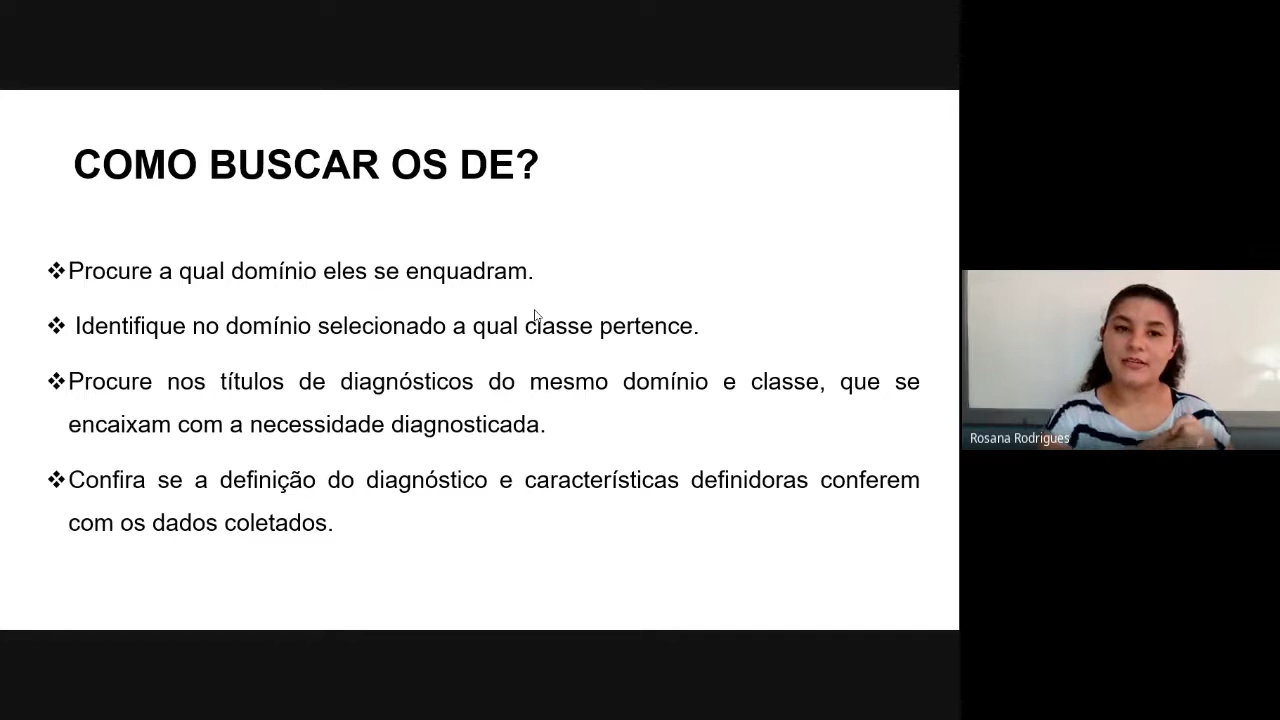 COMO BUSCAR OS DE?
❖Procure a qual domínio eles se enquadram.
❖ Identifique no domínio selecionado a qual classe pertence.
❖Procure nos títulos de diagnósticos do mesmo domínio e classe, que se
encaixam com a necessidade diagnosticada.
❖Confira se a definição do diagnóstico e características definidoras conferem
com os dados coletados.
Rosana Rodrigues